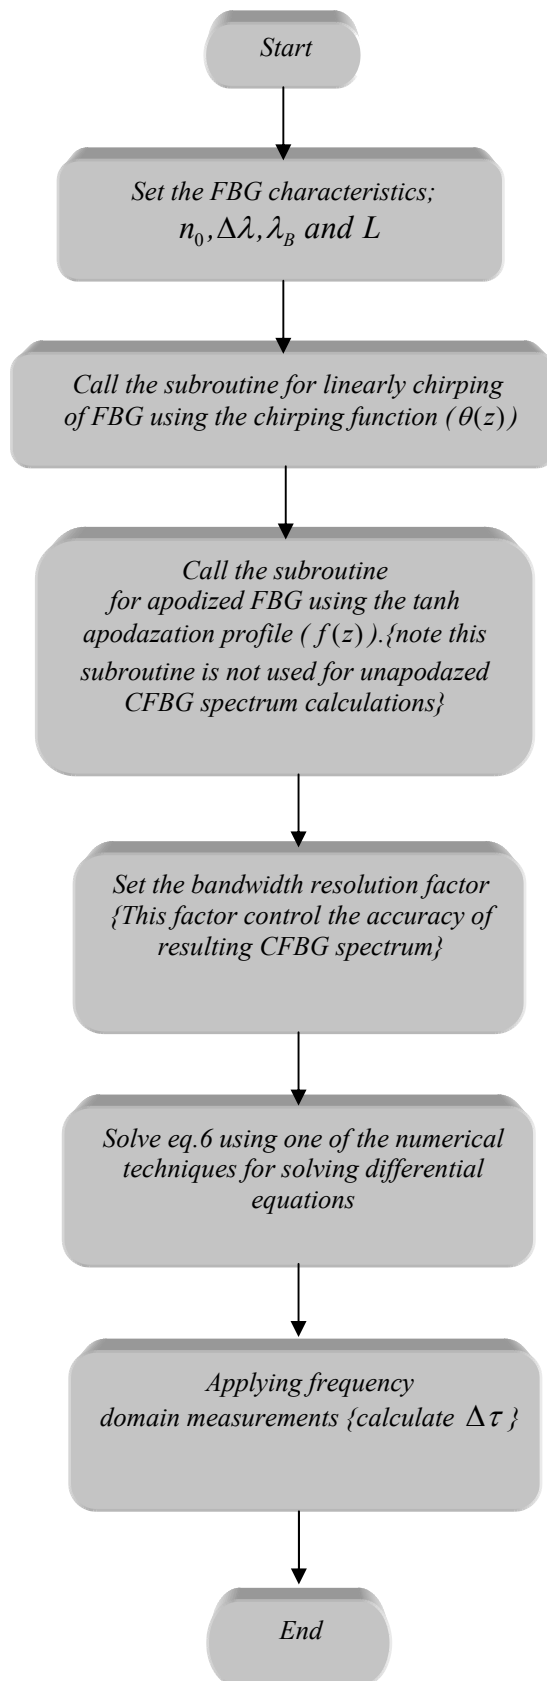 Start
Set the FBG characteristics;
n₀,Δλ,λ_B and L
Call the subroutine for linearly chirping
of FBG using the chirping function (θ(z))
Call the subroutine
for apodized FBG using the tanh
apodazation profile ( f(z)).{note this
subroutine is not used for unapodazed
CFBG spectrum calculations}
Set the bandwidth resolution factor
{This factor control the accuracy of
resulting CFBG spectrum}
Solve eq.6 using one of the numerical
techniques for solving differential
equations
Applying frequency
domain measurements {calculate Δτ }
End